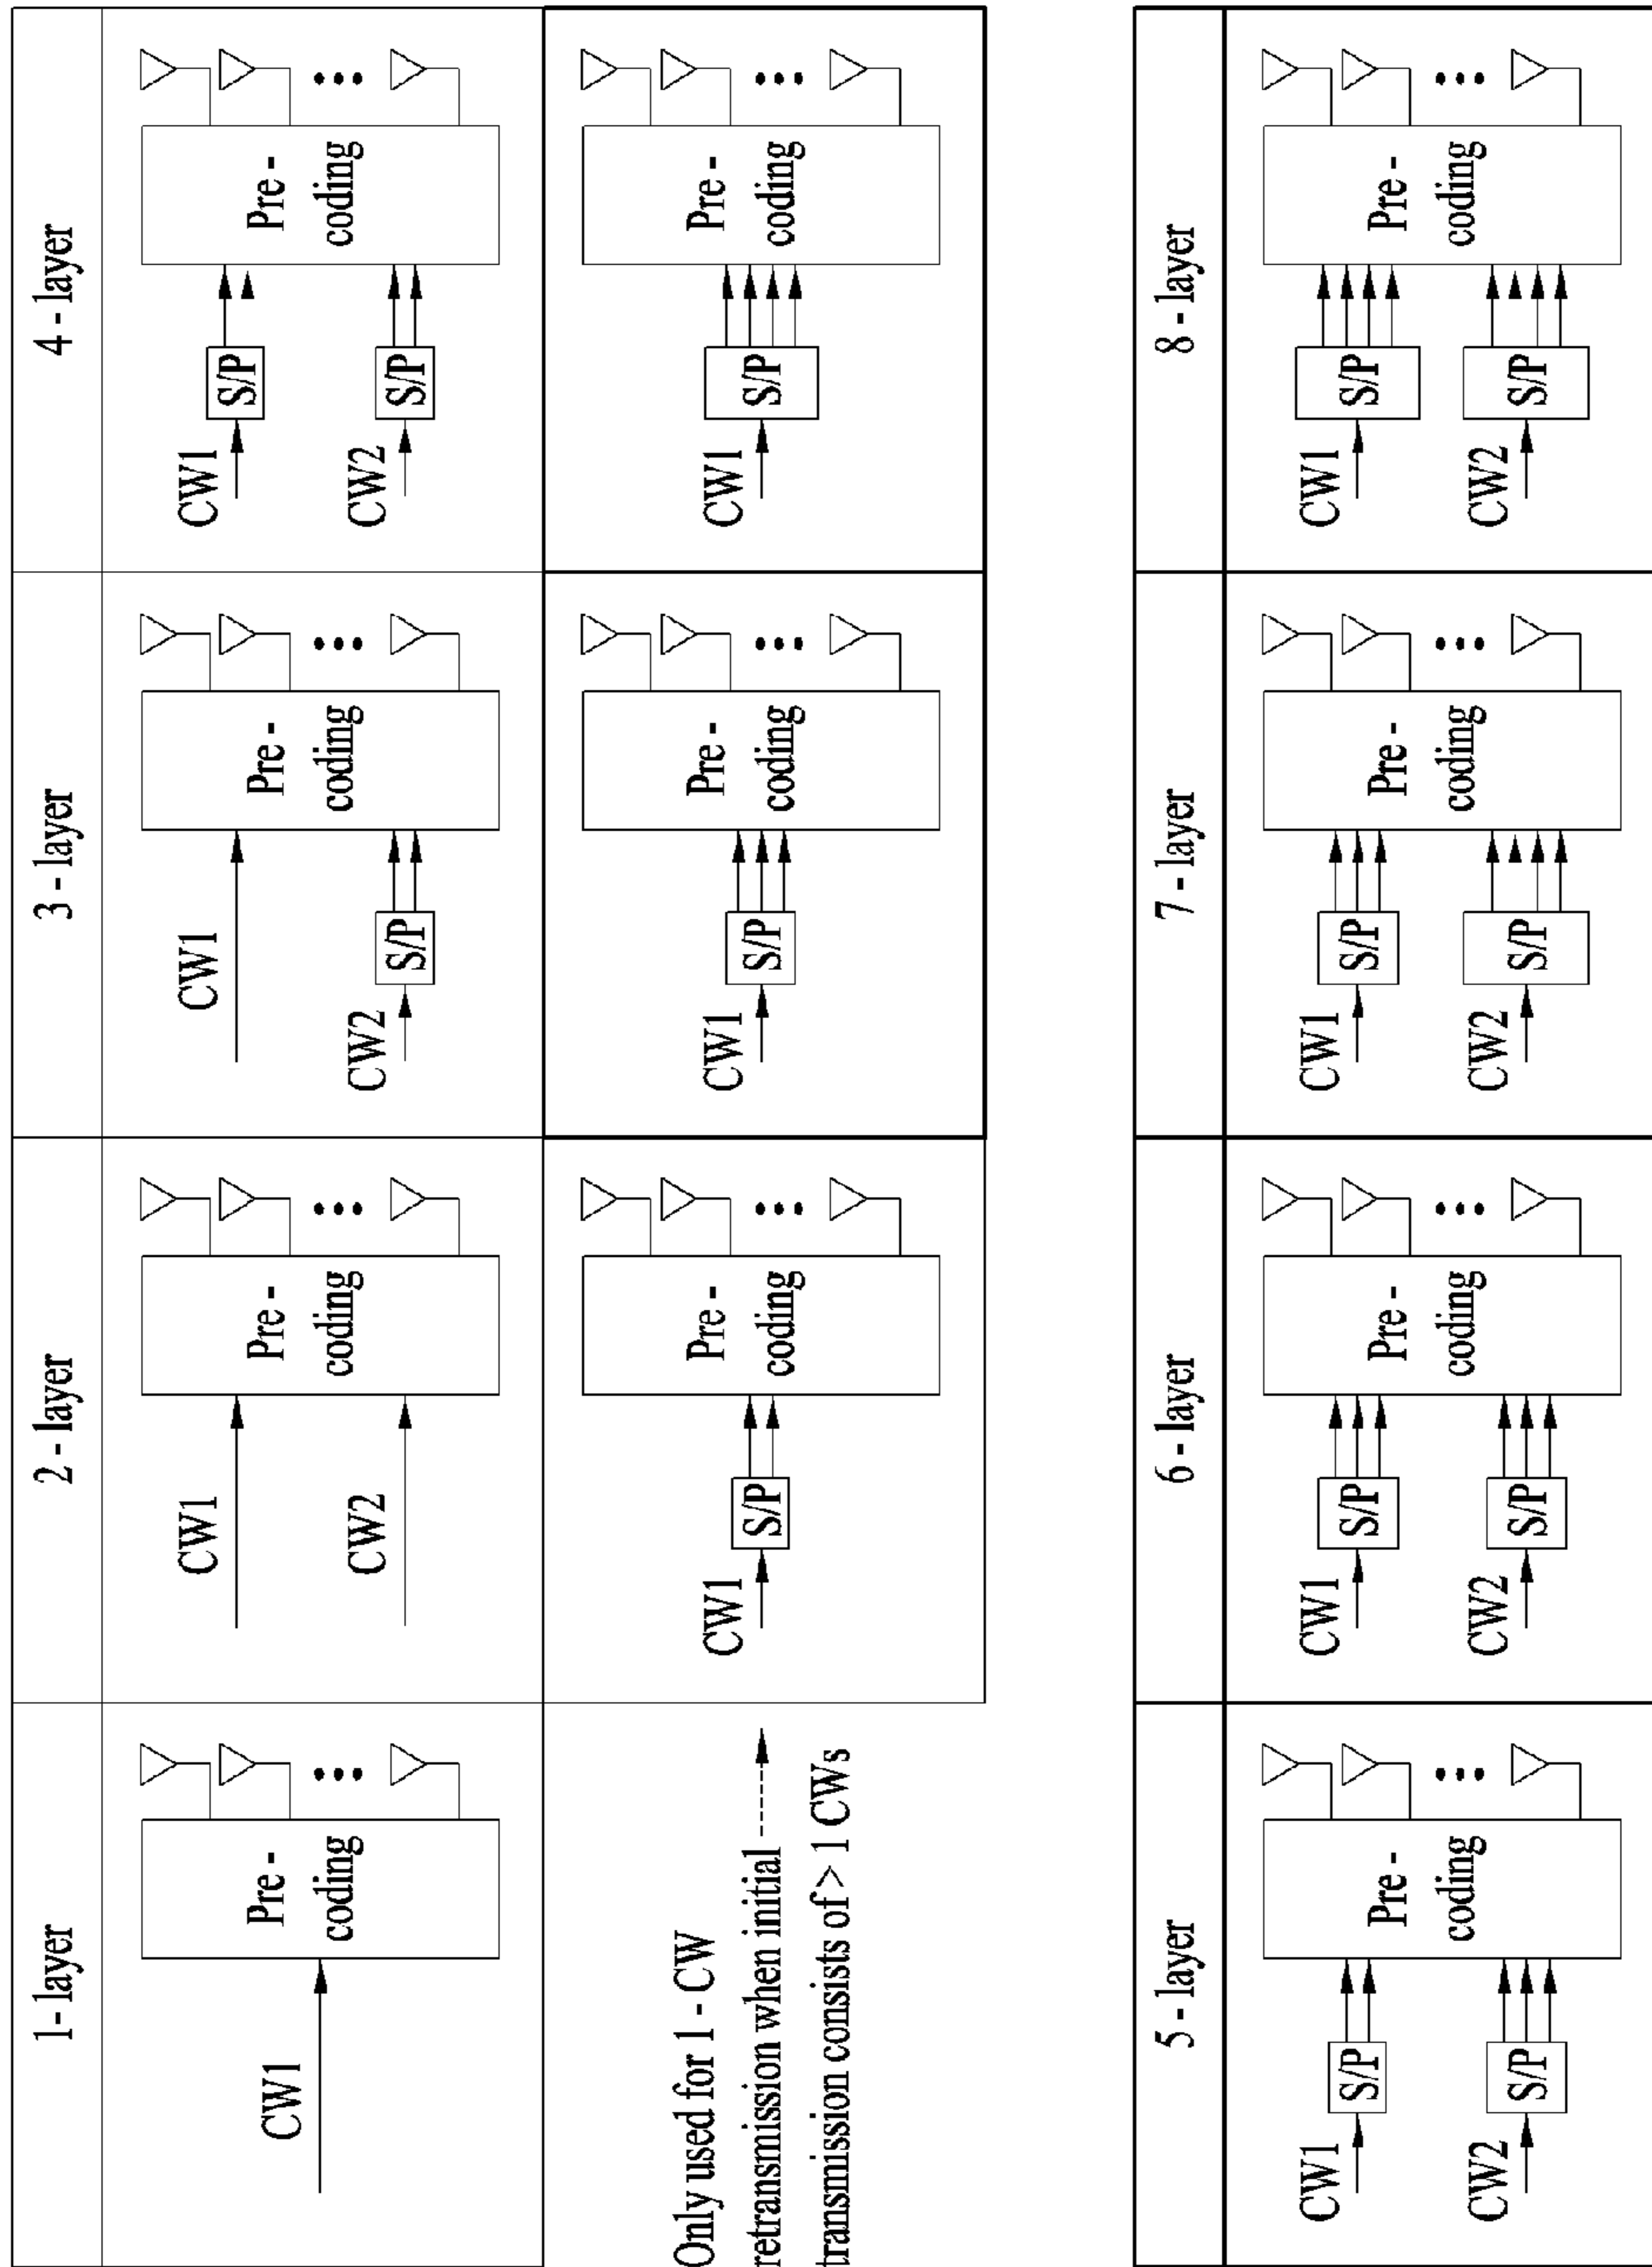 1- layer
2 - layer
3 - layer
4 - layer
CW1
Pre -
coding
CW1
CW2
Pre -
coding
CW1
CW2
S/P
Pre -
coding
CW1
S/P
CW2
S/P
Pre -
coding
Only used for 1 - CW
retransmission when initial
transmission consists of > 1 CWs
CW1
S/P
Pre -
coding
CW1
S/P
Pre -
coding
CW1
S/P
Pre -
coding
5 - layer
6 - layer
7 - layer
8 - layer
CW1
S/P
CW2
S/P
Pre -
coding
CW1
S/P
CW2
S/P
Pre -
coding
CW1
S/P
CW2
S/P
Pre -
coding
CW1
S/P
CW2
S/P
Pre -
coding